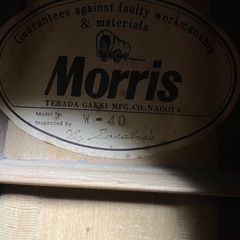 Guarantees against faulty workmanship
& materials
Morris
TERADA GAKKI MFG. CO., NAGOYA
Model No. W-40
Inspected by